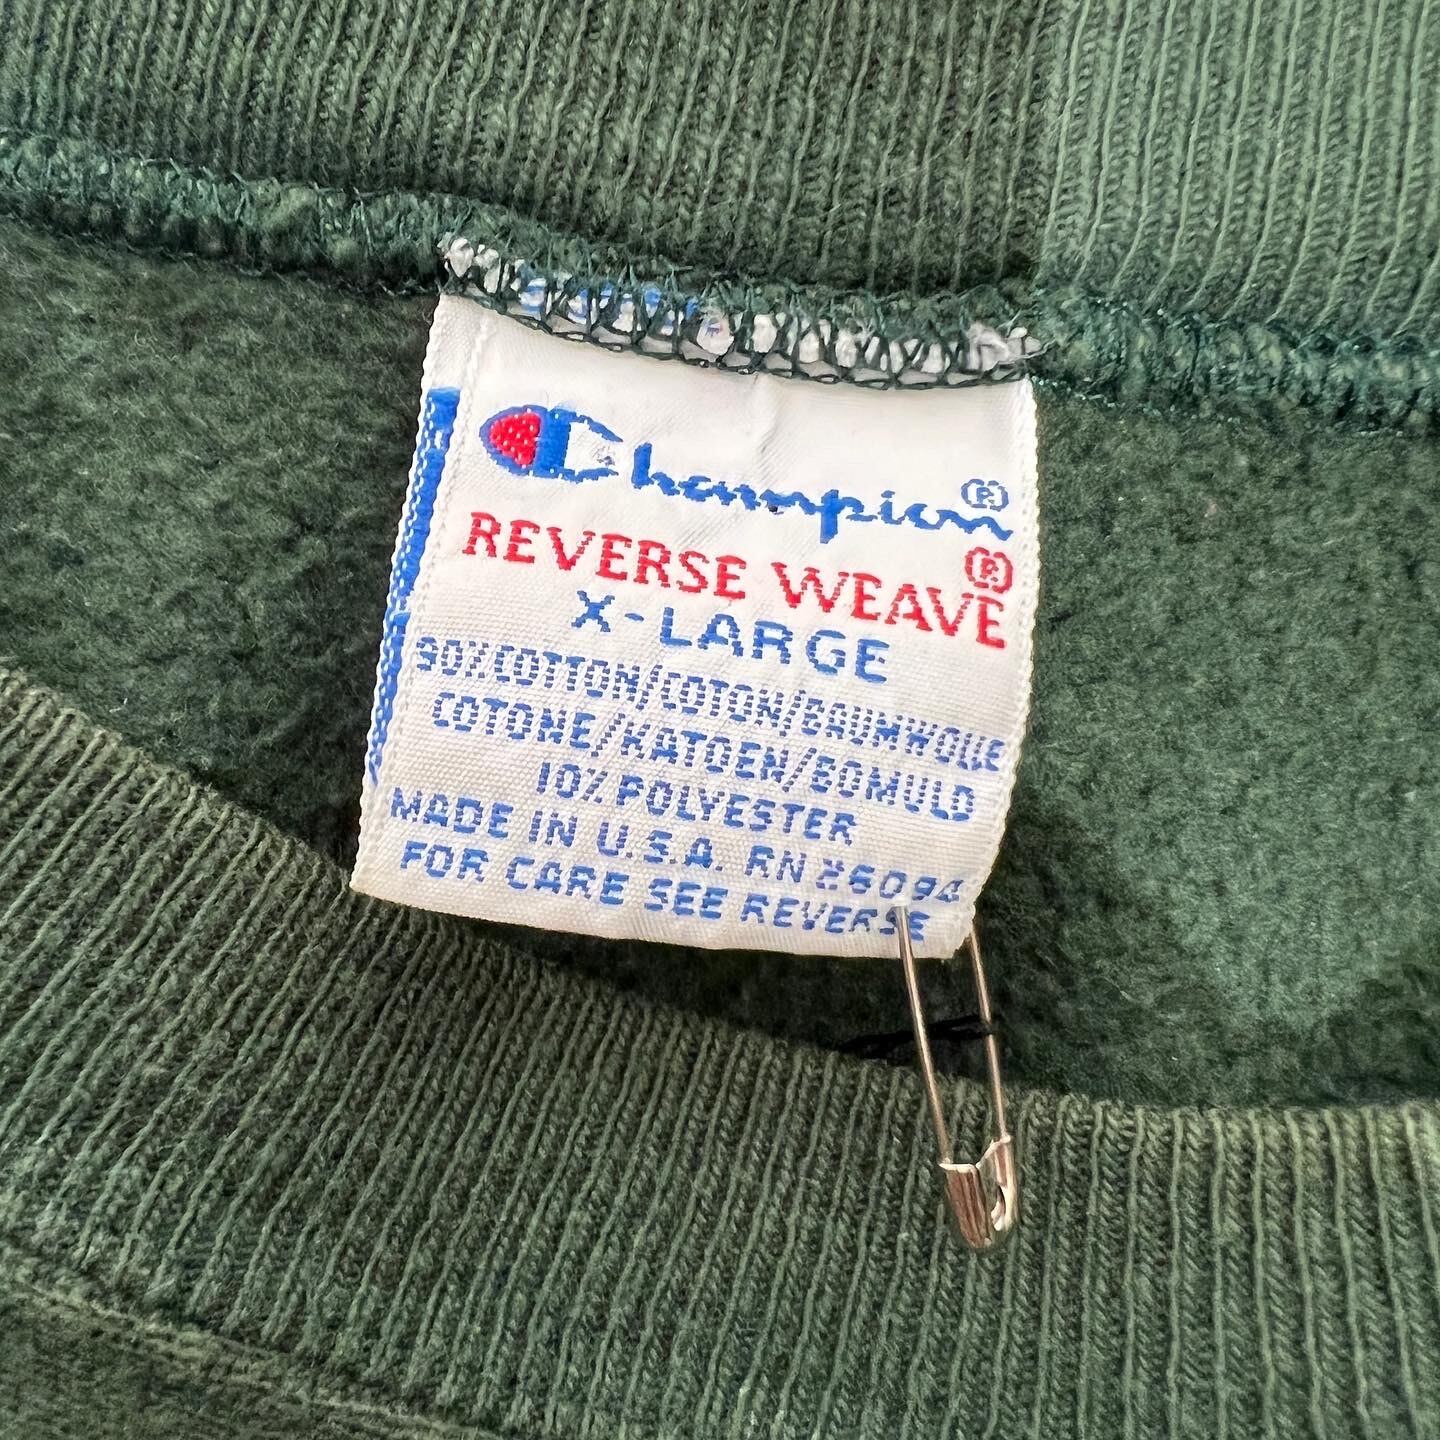 Champion®
REVERSE WEAVE®
X-LARGE
90% COTTON/COTON/BAUMWOLLE
COTONE/KATOEN/BOMULD
10% POLYESTER
MADE IN U.S.A. RN 26094
FOR CARE SEE REVERSE